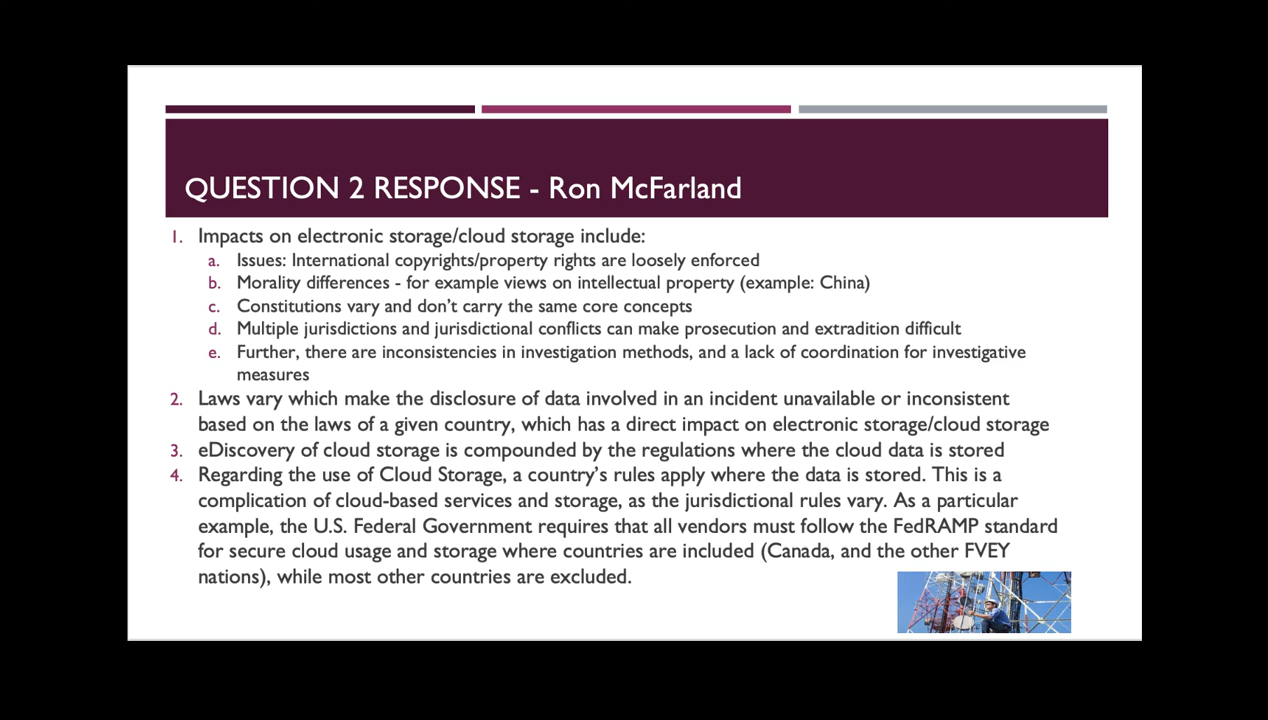 QUESTION 2 RESPONSE - Ron McFarland
1. Impacts on electronic storage/cloud storage include:
a. Issues: International copyrights/property rights are loosely enforced
b. Morality differences - for example views on intellectual property (example: China)
c. Constitutions vary and don’t carry the same core concepts
d. Multiple jurisdictions and jurisdictional conflicts can make prosecution and extradition difficult
e. Further, there are inconsistencies in investigation methods, and a lack of coordination for investigative
measures
2. Laws vary which make the disclosure of data involved in an incident unavailable or inconsistent
based on the laws of a given country, which has a direct impact on electronic storage/cloud storage
3. eDiscovery of cloud storage is compounded by the regulations where the cloud data is stored
4. Regarding the use of Cloud Storage, a country’s rules apply where the data is stored. This is a
complication of cloud-based services and storage, as the jurisdictional rules vary. As a particular
example, the U.S. Federal Government requires that all vendors must follow the FedRAMP standard
for secure cloud usage and storage where countries are included (Canada, and the other FVEY
nations), while most other countries are excluded.